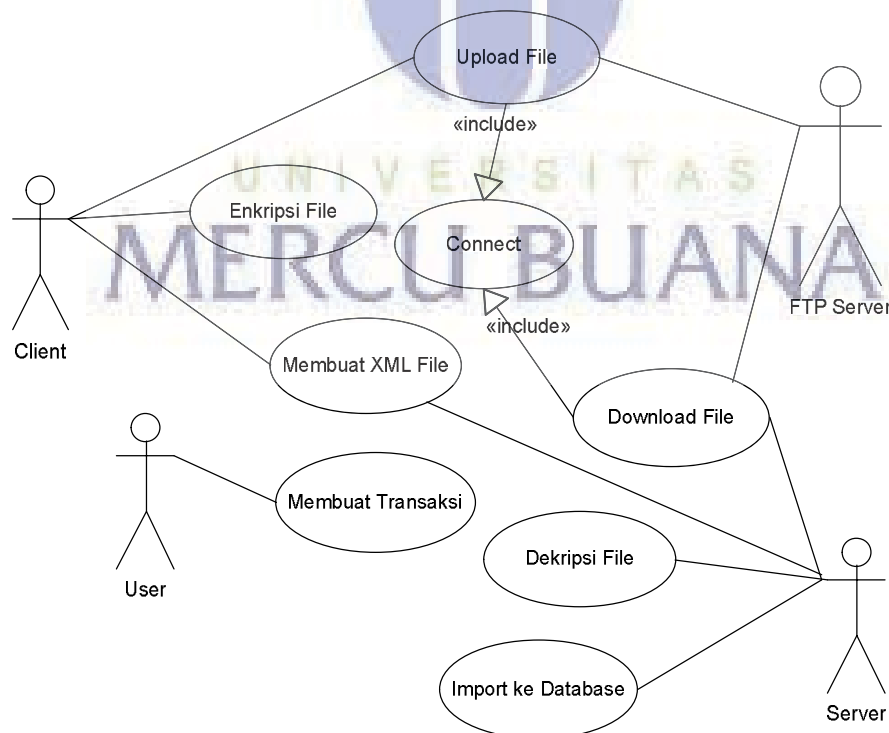 Upload File
«include»
UNIVERSITAS
Enkripsi File
Connect
MERCU BUANA
FTP Server
«include»
Client
Membuat XML File
Download File
Membuat Transaksi
Dekripsi File
User
Import ke Database
Server